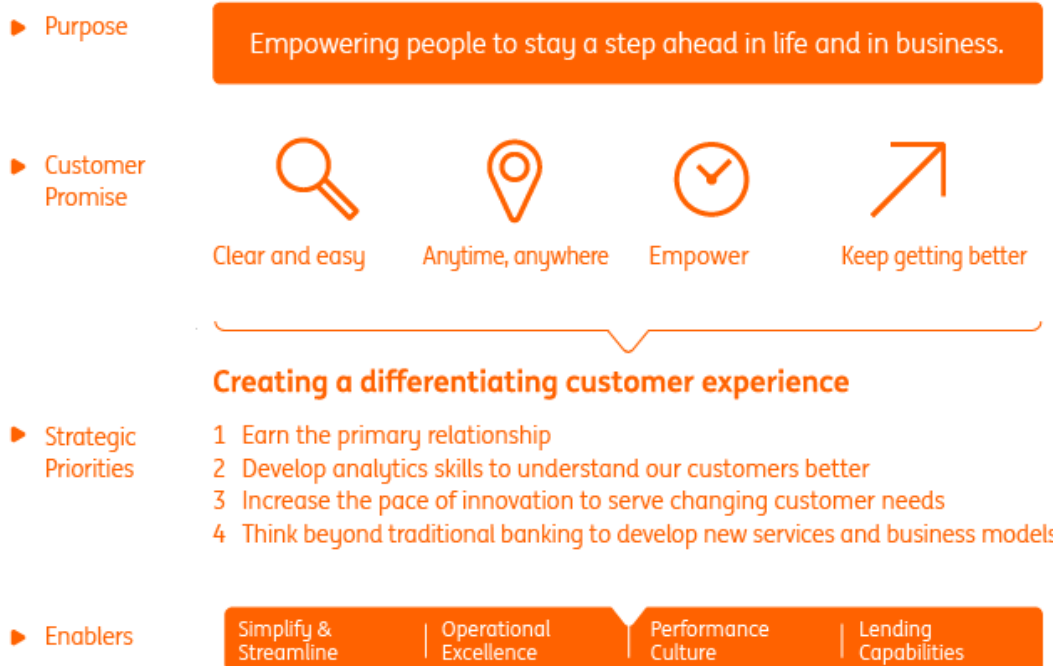 Purpose
Empowering people to stay a step ahead in life and in business.
Customer
Promise
Clear and easy
Anytime, anywhere
Empower
Keep getting better
Creating a differentiating customer experience
Strategic
Priorities
1 Earn the primary relationship
2 Develop analytics skills to understand our customers better
3 Increase the pace of innovation to serve changing customer needs
4 Think beyond traditional banking to develop new services and business models
Enablers
Simplify &
Streamline
Operational
Excellence
Performance
Culture
Lending
Capabilities